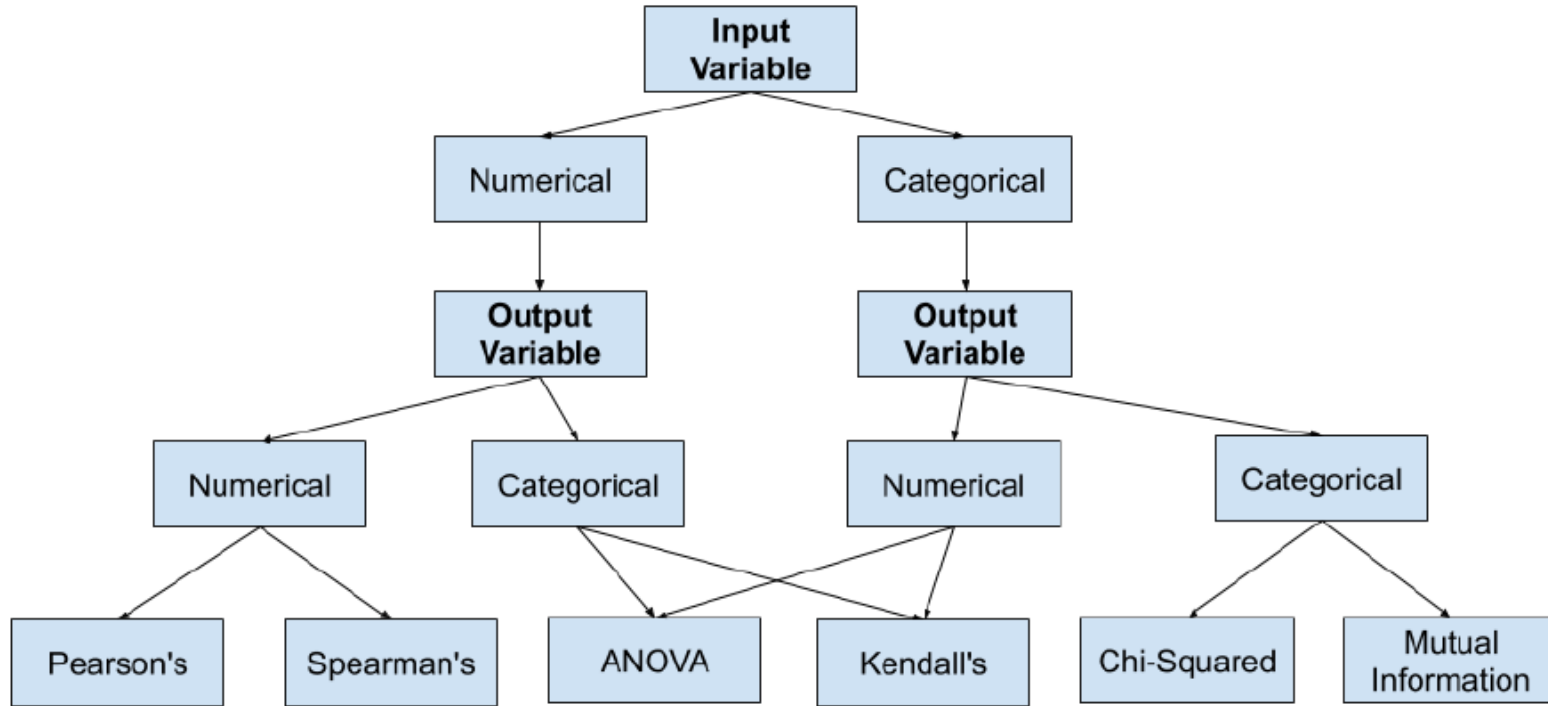 Input
Variable
Numerical
Categorical
Output
Variable
Output
Variable
Numerical
Categorical
Numerical
Categorical
Pearson's
Spearman's
ANOVA
Kendall's
Chi-Squared
Mutual
Information